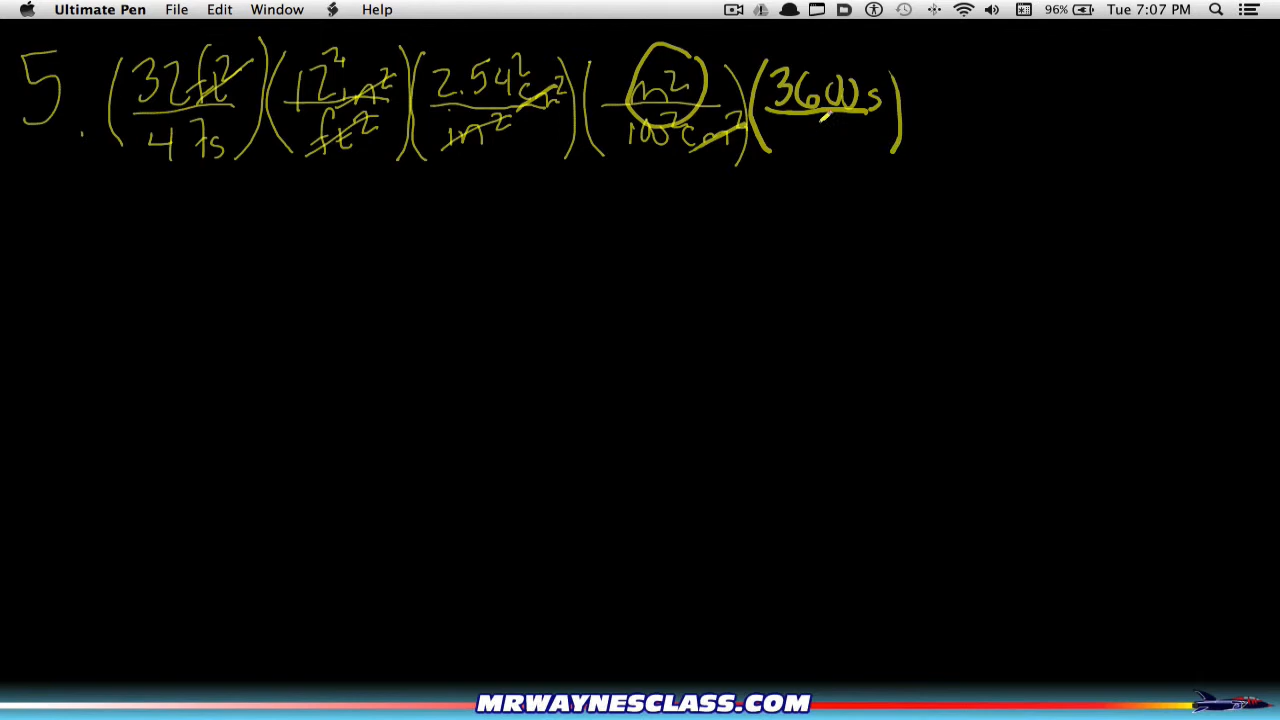 Ultimate Pen File Edit Window Help 96% Tue 7:07 PM
5. (32 ft² / 47s) (12² in² / ft²) (2.54² cm² / in²) (m² / 100² cm²) (3600 s / )
MRWAYNESCLASS.COM